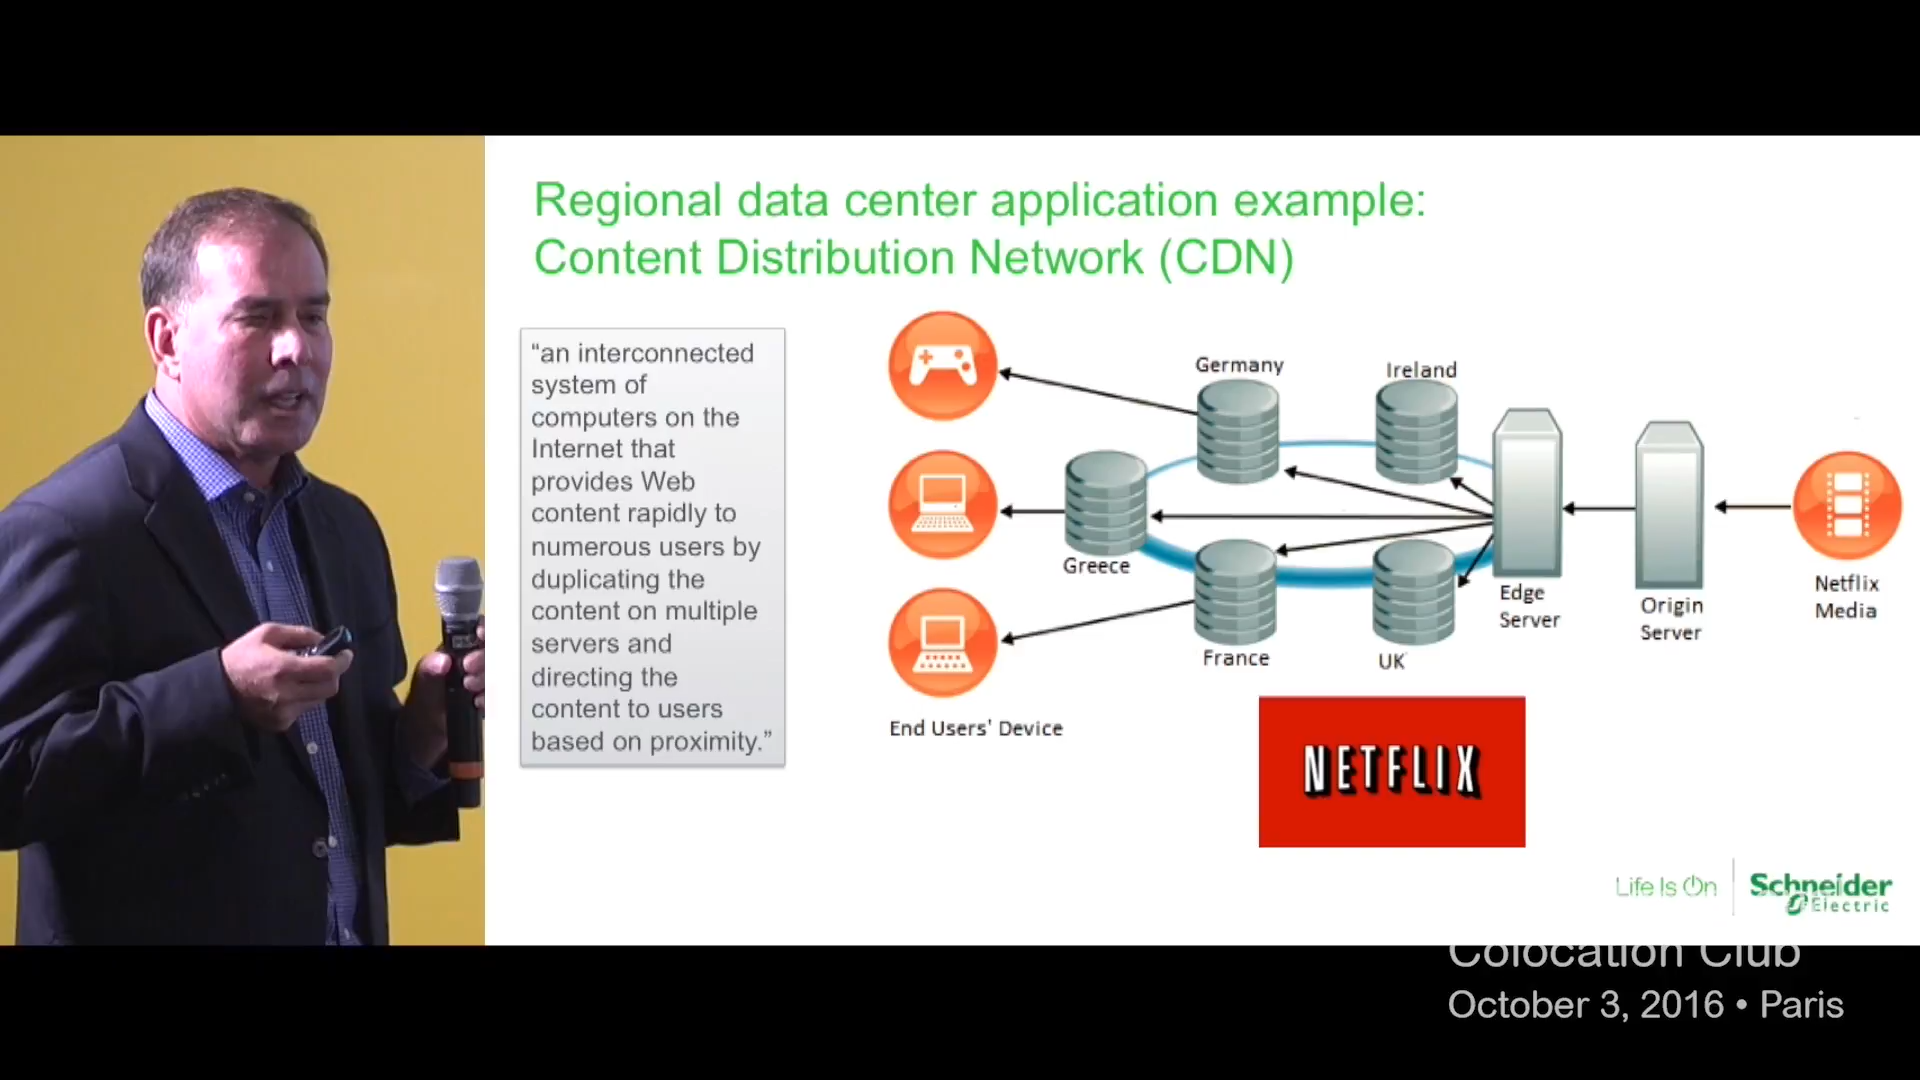 Regional data center application example:
Content Distribution Network (CDN)
“an interconnected
system of
computers on the
Internet that
provides Web
content rapidly to
numerous users by
duplicating the
content on multiple
servers and
directing the
content to users
based on proximity.”
Germany
Ireland
Greece
France
UK
Edge
Server
Origin
Server
Netflix
Media
End Users' Device
NETFLIX
Life Is On
Schneider
Electric
Colocation Club
October 3, 2016 • Paris